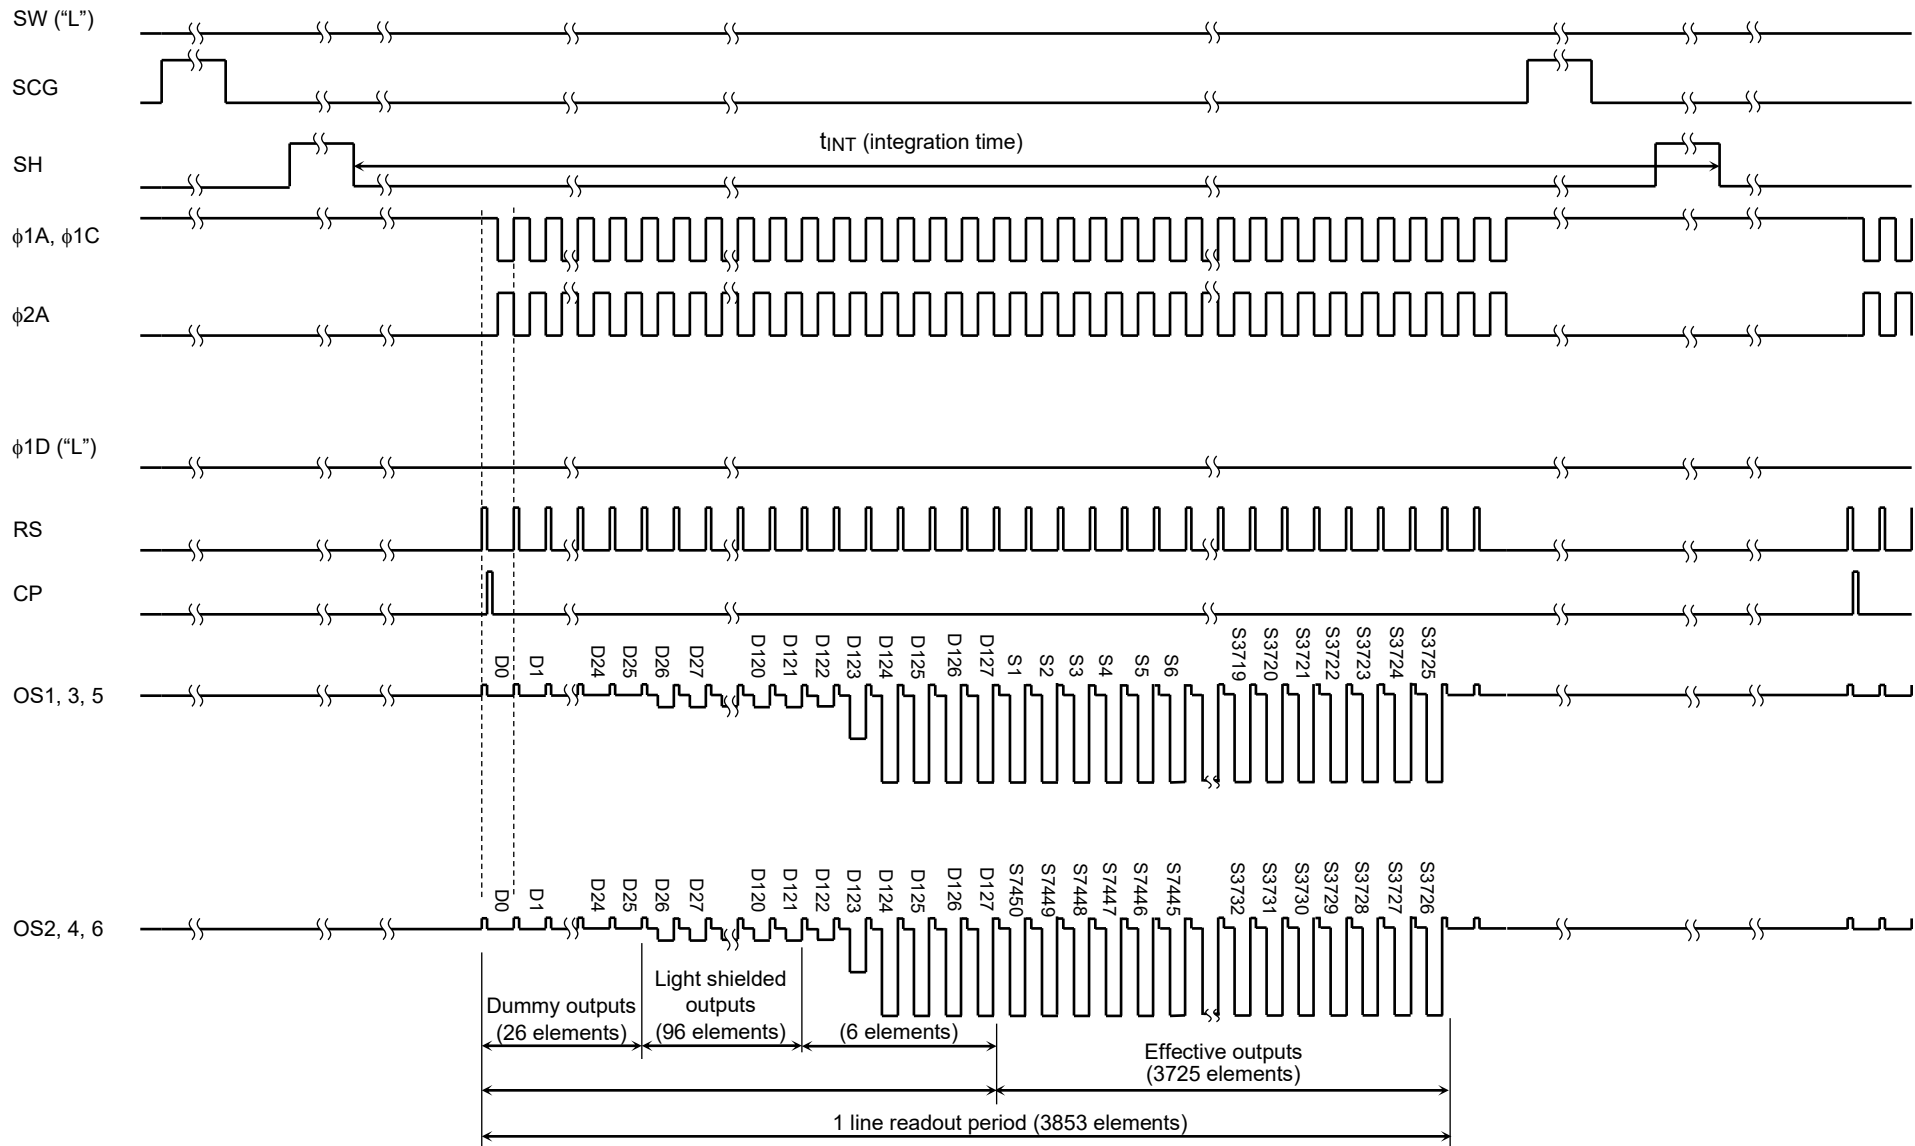 SW (“L”)
SCG
tINT (integration time)
SH
ϕ1A, ϕ1C
ϕ2A
ϕ1D (“L”)
RS
CP
D0
D1
D24
D25
D26
D27
D120
D121
D122
D123
D124
D125
D126
D127
S1
S2
S3
S4
S5
S6
S3719
S3720
S3721
S3722
S3723
S3724
S3725
OS1, 3, 5
D0
D1
D24
D25
D26
D27
D120
D121
D122
D123
D124
D125
D126
D127
S7450
S7449
S7448
S7447
S7446
S7445
S3732
S3731
S3730
S3729
S3728
S3727
S3726
OS2, 4, 6
Dummy outputs
(26 elements)
Light shielded
outputs
(96 elements)
(6 elements)
Effective outputs
(3725 elements)
1 line readout period (3853 elements)